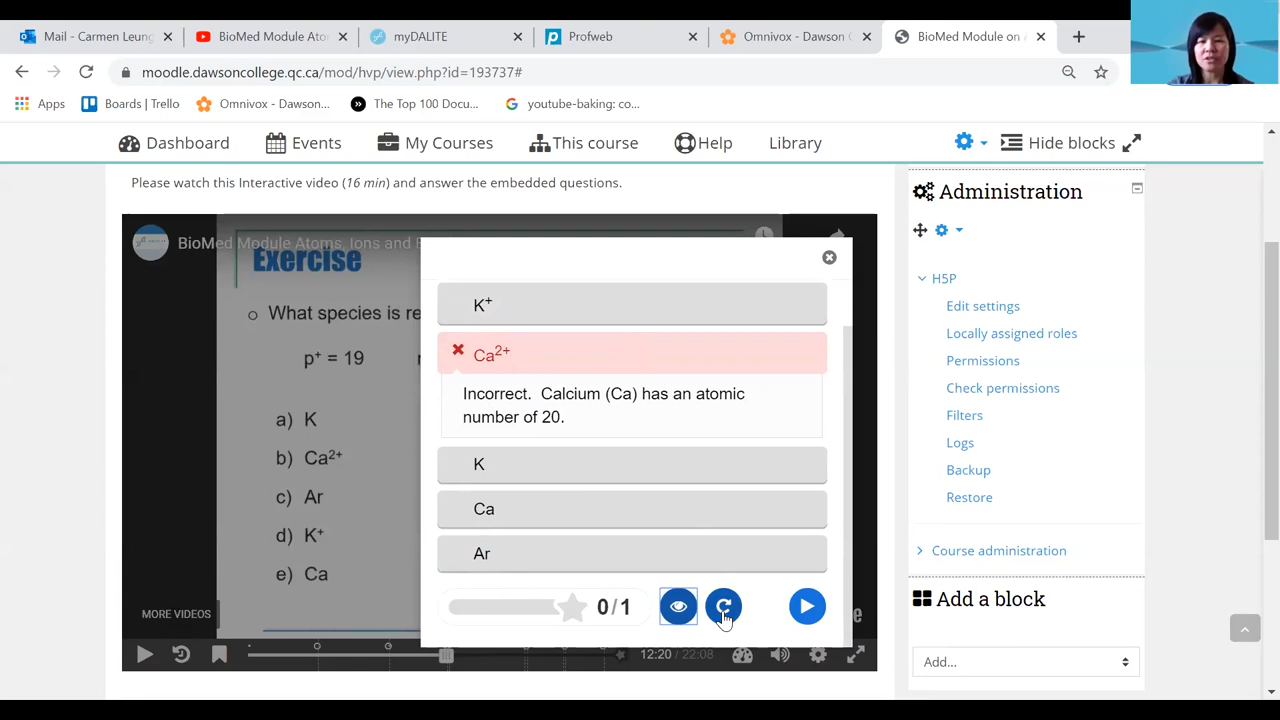 Mail - Carmen Leung
BioMed Module Ato
myDALITE
Profweb
Omnivox - Dawson C
BioMed Module on A
moodle.dawsoncollege.qc.ca/mod/hvp/view.php?id=193737#
Apps
Boards | Trello
Omnivox - Dawson...
The Top 100 Docu...
youtube-baking: co...
Dashboard
Events
My Courses
This course
Help
Library
Hide blocks
Please watch this Interactive video (16 min) and answer the embedded questions.
BioMed Module Atoms, Ions and
Exercise
What species is re
p⁺ = 19
a) K
b) Ca²⁺
c) Ar
d) K⁺
e) Ca
MORE VIDEOS
K⁺
Ca²⁺
Incorrect. Calcium (Ca) has an atomic
number of 20.
K
Ca
Ar
0/1
12:20 / 22:08
Administration
H5P
Edit settings
Locally assigned roles
Permissions
Check permissions
Filters
Logs
Backup
Restore
Course administration
Add a block
Add...